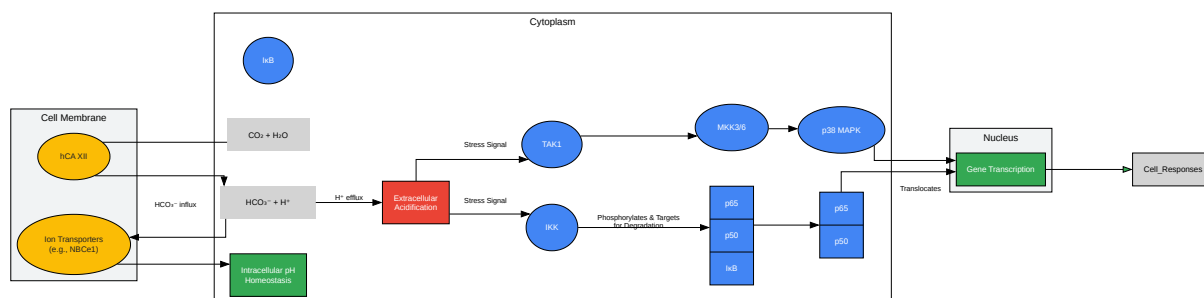 Cytoplasm
IκB
Cell Membrane
hCA XII
CO₂ + H₂O
HCO₃⁻ + H⁺
HCO₃⁻ influx
Ion Transporters
(e.g., NBCe1)
Intracellular pH
Homeostasis
H⁺ efflux
Extracellular
Acidification
Stress Signal
TAK1
MKK3/6
p38 MAPK
Stress Signal
IKK
Phosphorylates & Targets
for Degradation
p65
p50
IκB
p65
p50
Translocates
Nucleus
Gene Transcription
Cell_Responses